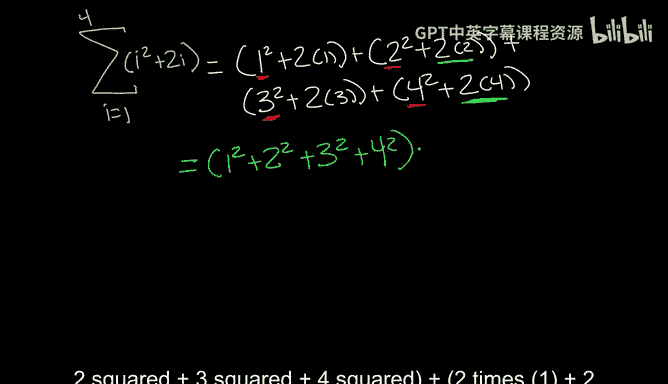 GPT中英字幕课程资源 bilibili
4
∑ (i²+2i) = (1²+2(1)) + (2²+2(2)) +
i=1
(3²+2(3)) + (4²+2(4))
= (1²+2²+3²+4²)
2 squared + 3 squared + 4 squared) + (2 times (1) + 2